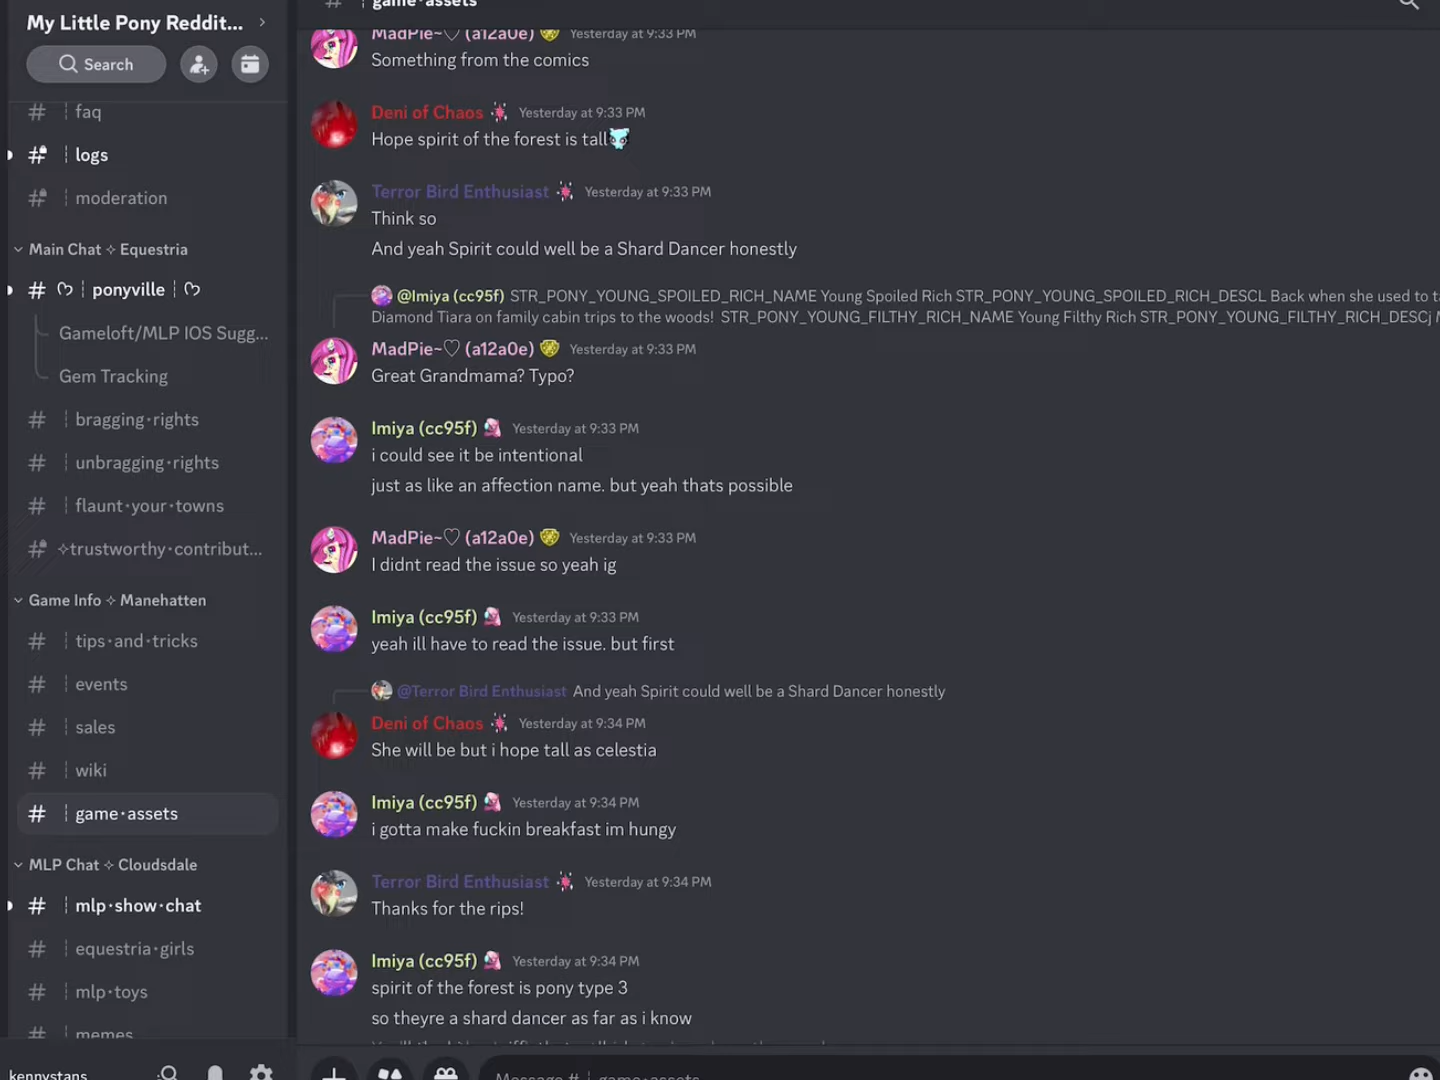 My Little Pony Reddit...
Search
faq
logs
moderation
Main Chat ✧ Equestria
ponyville
Gameloft/MLP IOS Sugg...
Gem Tracking
bragging·rights
unbragging·rights
flaunt·your·towns
✧trustworthy·contribut...
Game Info ✧ Manehatten
tips·and·tricks
events
sales
wiki
game·assets
MLP Chat ✧ Cloudsdale
mlp·show·chat
equestria·girls
mlp·toys
memes
kennystans
game·assets
MadPie~♡ (a12a0e) Yesterday at 9:33 PM
Something from the comics
Deni of Chaos Yesterday at 9:33 PM
Hope spirit of the forest is tall
Terror Bird Enthusiast Yesterday at 9:33 PM
Think so
And yeah Spirit could well be a Shard Dancer honestly
@Imiya (cc95f) STR_PONY_YOUNG_SPOILED_RICH_NAME Young Spoiled Rich STR_PONY_YOUNG_SPOILED_RICH_DESCL Back when she used to ta
Diamond Tiara on family cabin trips to the woods! STR_PONY_YOUNG_FILTHY_RICH_NAME Young Filthy Rich STR_PONY_YOUNG_FILTHY_RICH_DESCj
MadPie~♡ (a12a0e) Yesterday at 9:33 PM
Great Grandmama? Typo?
Imiya (cc95f) Yesterday at 9:33 PM
i could see it be intentional
just as like an affection name. but yeah thats possible
MadPie~♡ (a12a0e) Yesterday at 9:33 PM
I didnt read the issue so yeah ig
Imiya (cc95f) Yesterday at 9:33 PM
yeah ill have to read the issue. but first
@Terror Bird Enthusiast And yeah Spirit could well be a Shard Dancer honestly
Deni of Chaos Yesterday at 9:34 PM
She will be but i hope tall as celestia
Imiya (cc95f) Yesterday at 9:34 PM
i gotta make fuckin breakfast im hungy
Terror Bird Enthusiast Yesterday at 9:34 PM
Thanks for the rips!
Imiya (cc95f) Yesterday at 9:34 PM
spirit of the forest is pony type 3
so theyre a shard dancer as far as i know
Message # game·assets